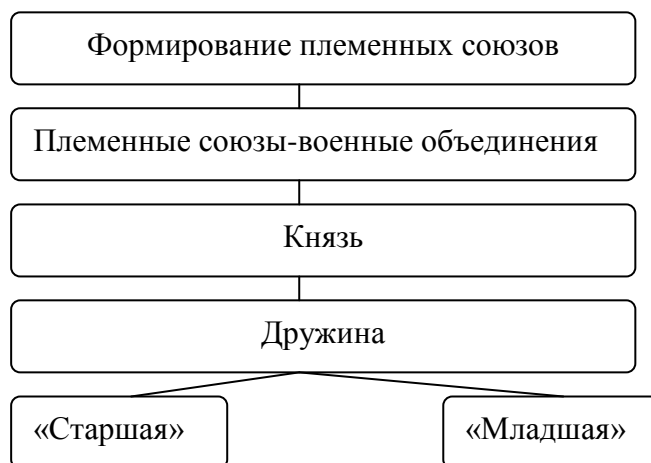 Формирование племенных союзов
Племенные союзы-военные объединения
Князь
Дружина
«Старшая»
«Младшая»